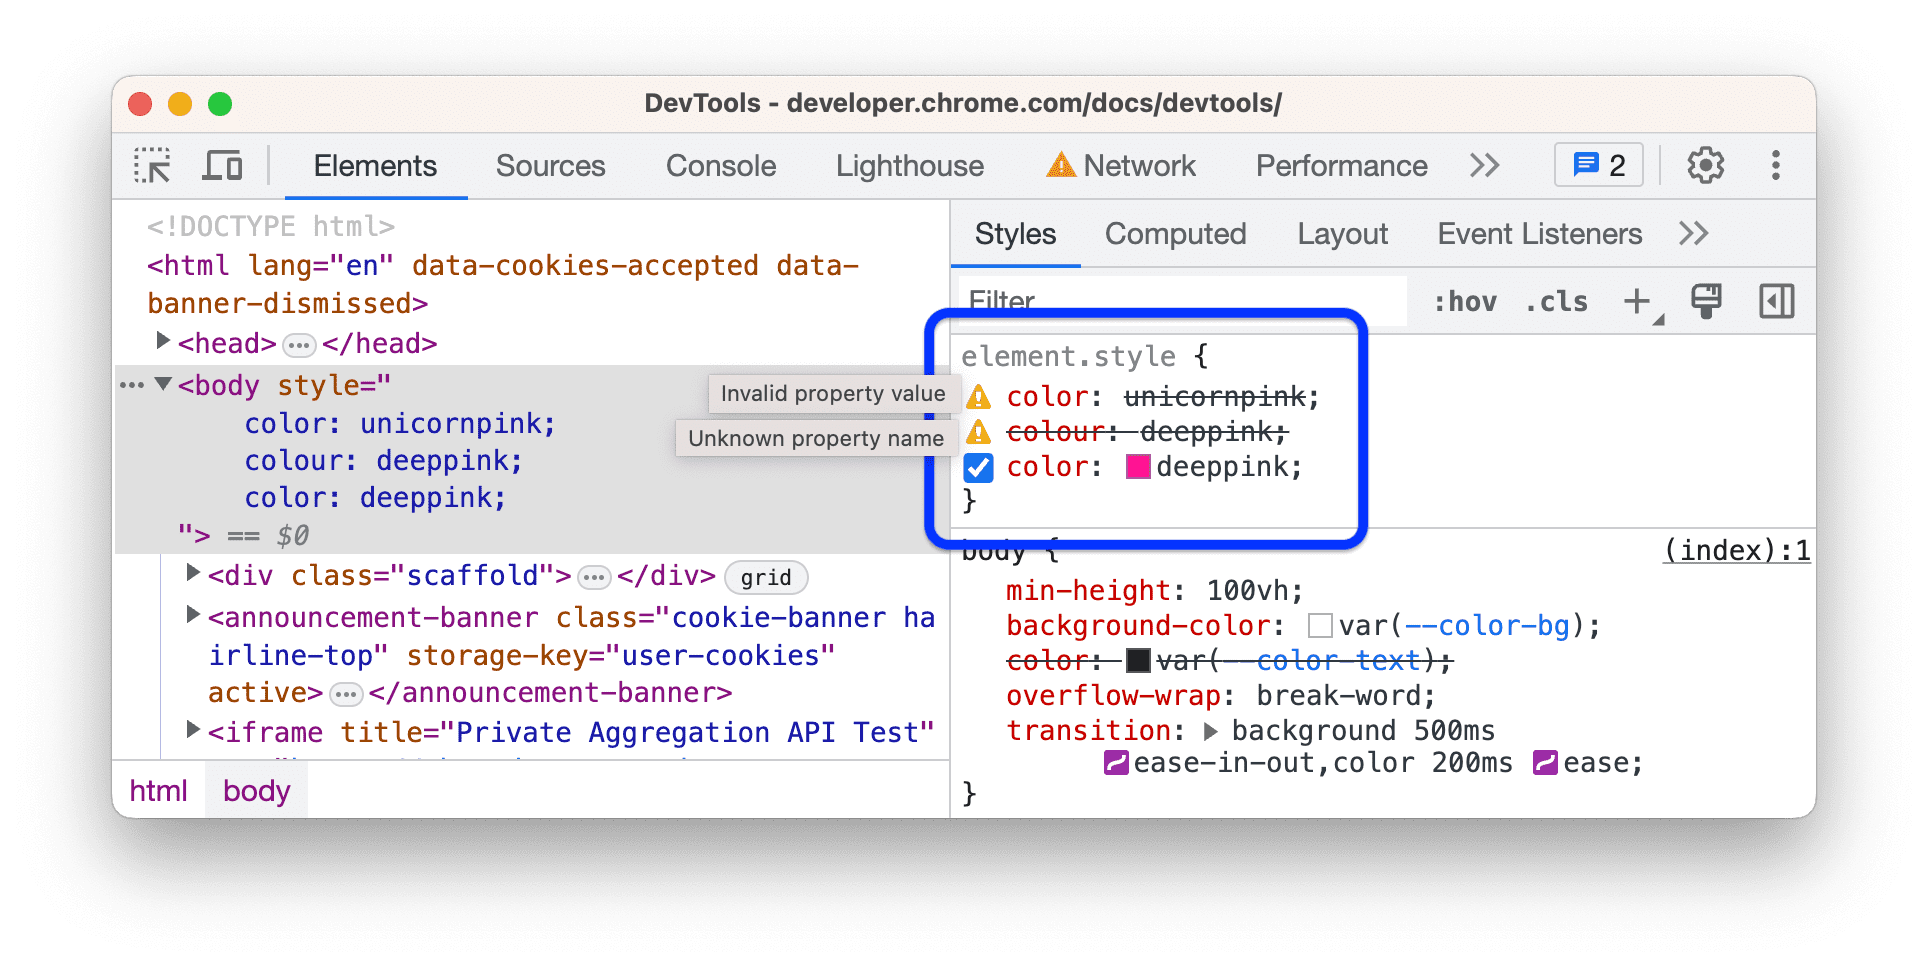 DevTools - developer.chrome.com/docs/devtools/
Elements Sources Console Lighthouse Network Performance 2
<!DOCTYPE html>
<html lang="en" data-cookies-accepted data-
banner-dismissed>
<head> </head>
<body style="
color: unicornpink;
colour: deeppink;
color: deeppink;
"> == $0
<div class="scaffold"> </div> grid
<announcement-banner class="cookie-banner ha
irline-top" storage-key="user-cookies"
active> </announcement-banner>
<iframe title="Private Aggregation API Test"
html body
Invalid property value
Unknown property name
Styles Computed Layout Event Listeners
Filter :hov .cls
element.style {
color: unicornpink;
colour: deeppink;
color: deeppink;
}
body { (index):1
min-height: 100vh;
background-color: var(--color-bg);
color: var(--color-text);
overflow-wrap: break-word;
transition: background 500ms
ease-in-out,color 200ms ease;
}